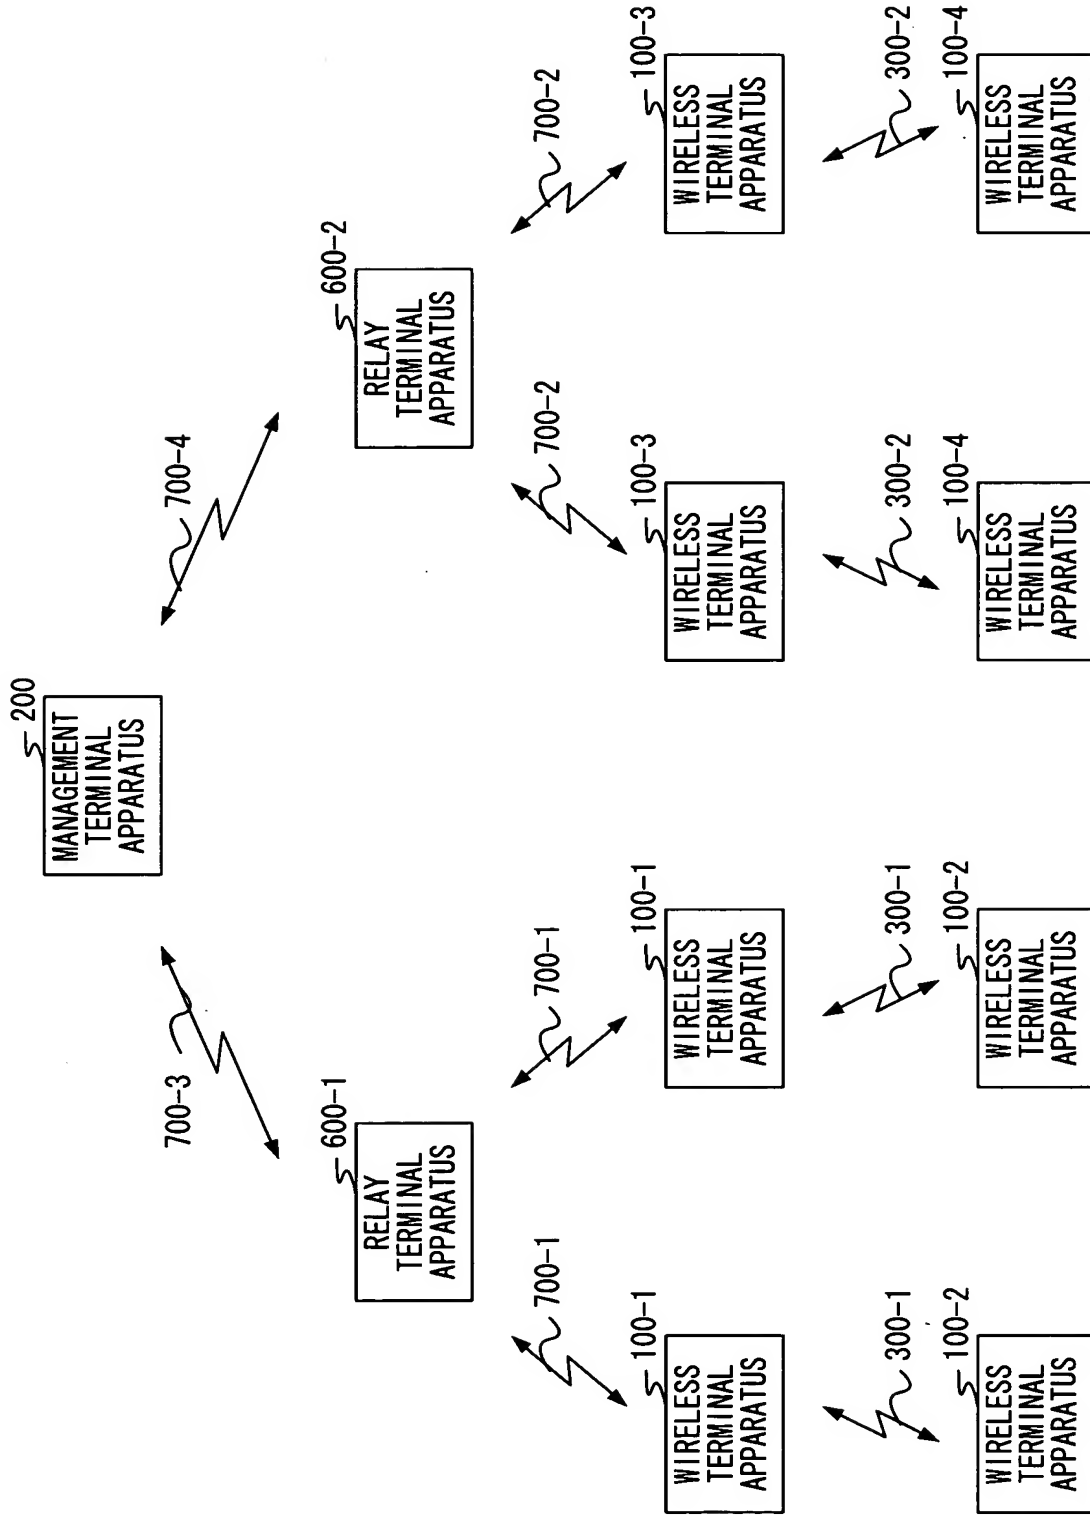 200
MANAGEMENT
TERMINAL
APPARATUS
700-3
700-4
600-1
RELAY
TERMINAL
APPARATUS
600-2
RELAY
TERMINAL
APPARATUS
700-1
700-1
700-2
700-2
100-1
WIRELESS
TERMINAL
APPARATUS
100-1
WIRELESS
TERMINAL
APPARATUS
100-3
WIRELESS
TERMINAL
APPARATUS
100-3
WIRELESS
TERMINAL
APPARATUS
300-1
300-1
300-2
300-2
100-2
WIRELESS
TERMINAL
APPARATUS
100-2
WIRELESS
TERMINAL
APPARATUS
100-4
WIRELESS
TERMINAL
APPARATUS
100-4
WIRELESS
TERMINAL
APPARATUS